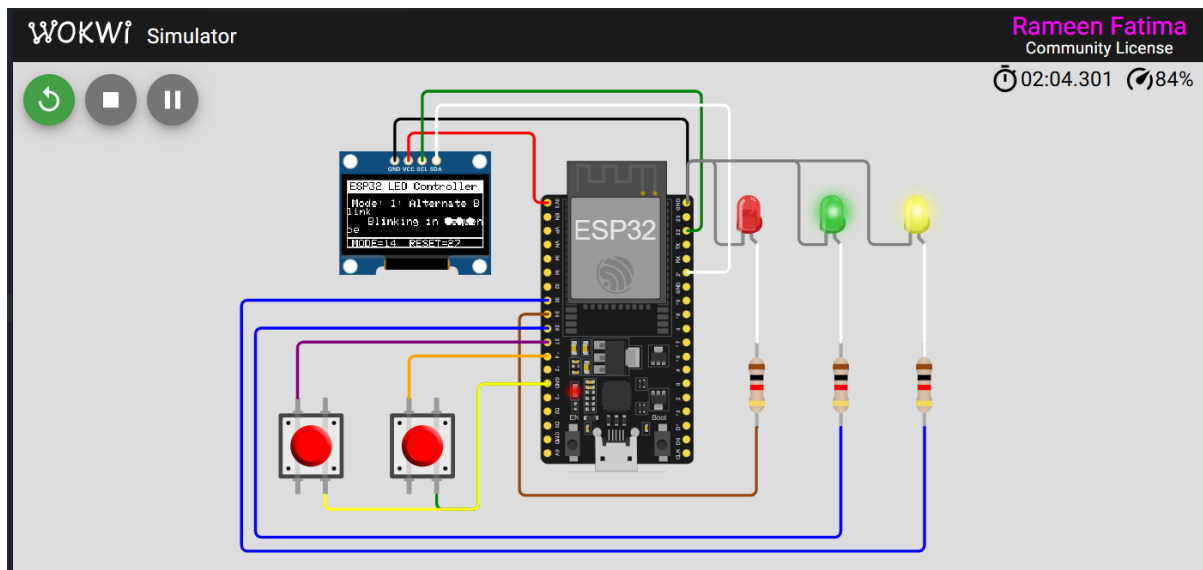 WOKWi Simulator
Rameen Fatima
Community License
02:04.301 84%
GND VCC SCL SDA
ESP32 LED Controller
Mode: 1: Alternate B
link
Blinking in
MODE=14 RESET=27
ESP32
EN
Boot